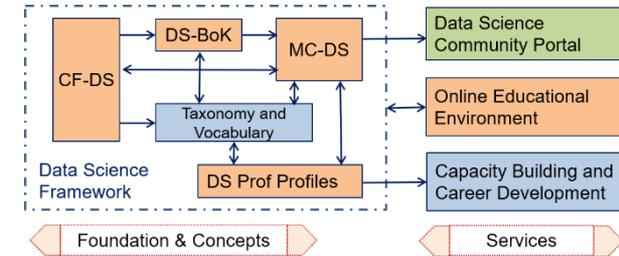 DS-BoK
MC-DS
CF-DS
Taxonomy and
Vocabulary
DS Prof Profiles
Data Science
Framework
Data Science
Community Portal
Online Educational
Environment
Capacity Building and
Career Development
Foundation & Concepts
Services